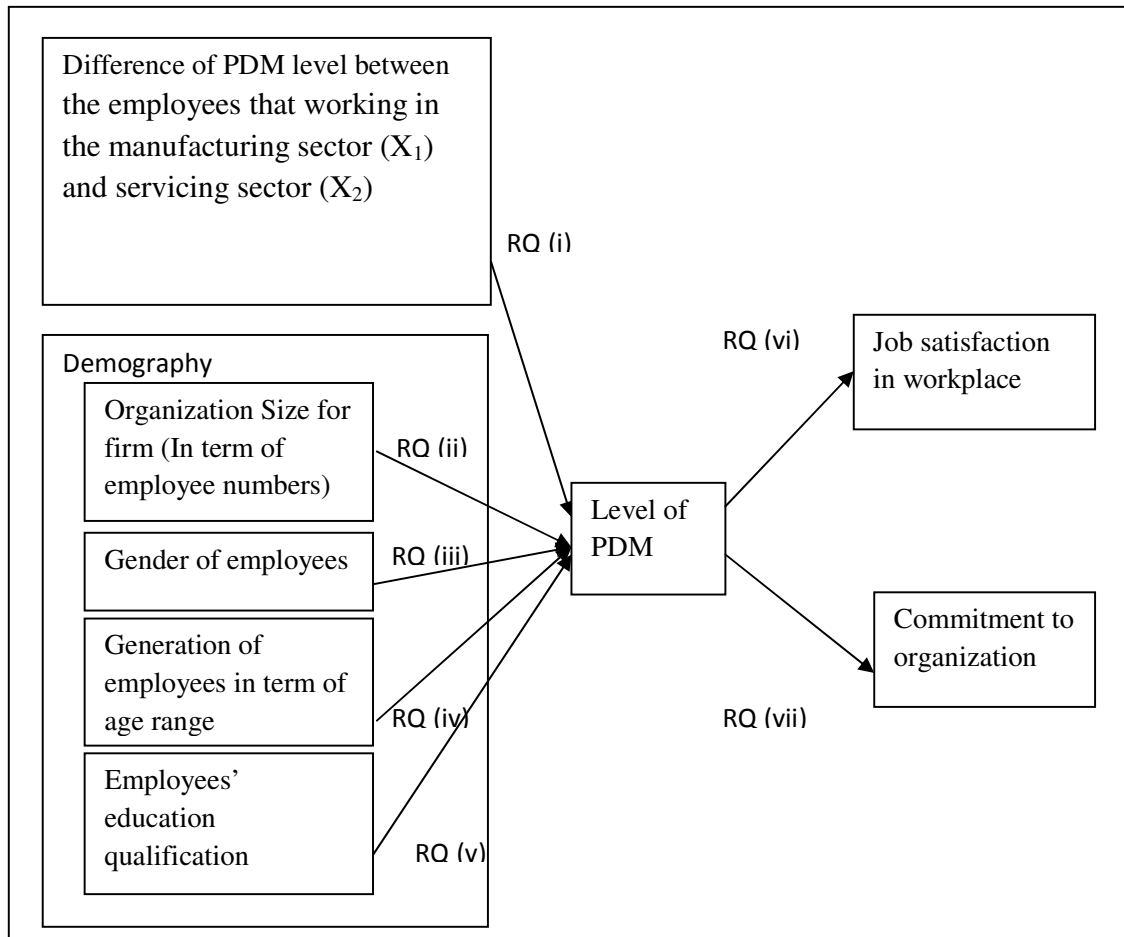 Difference of PDM level between
the employees that working in
the manufacturing sector (X₁)
and servicing sector (X₂)
RQ (i)
Demography
Organization Size for
firm (In term of
employee numbers)
RQ (ii)
Gender of employees
RQ (iii)
Generation of
employees in term of
age range
RQ (iv)
Employees’
education
qualification
RQ (v)
Level of
PDM
RQ (vi)
Job satisfaction
in workplace
Commitment to
organization
RQ (vii)